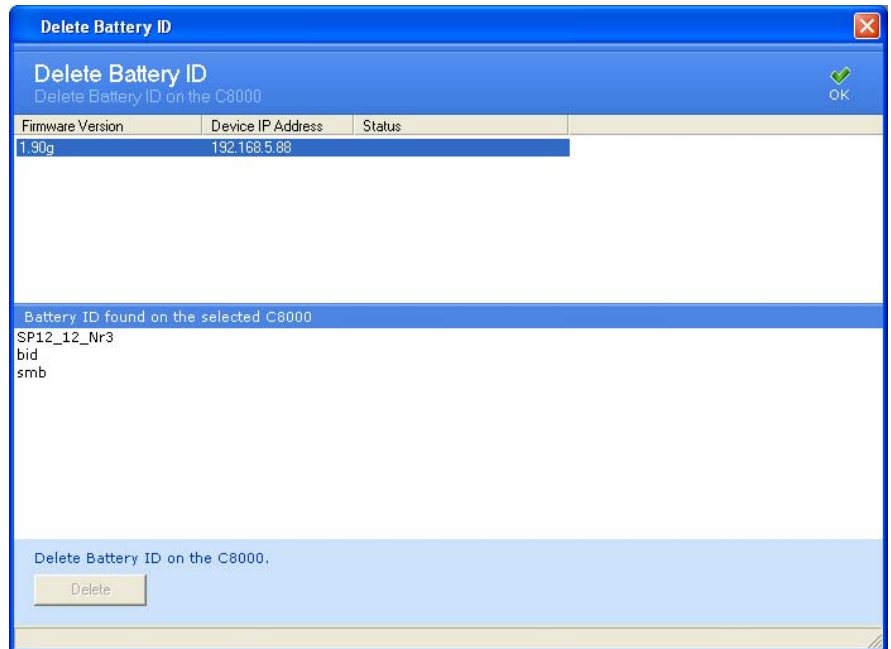 Delete Battery ID
Delete Battery ID
Delete Battery ID on the C8000
OK
Firmware Version Device IP Address Status
1.90g 192.168.5.88
Battery ID found on the selected C8000
SP12_12_Nr3
bid
smb
Delete Battery ID on the C8000.
Delete